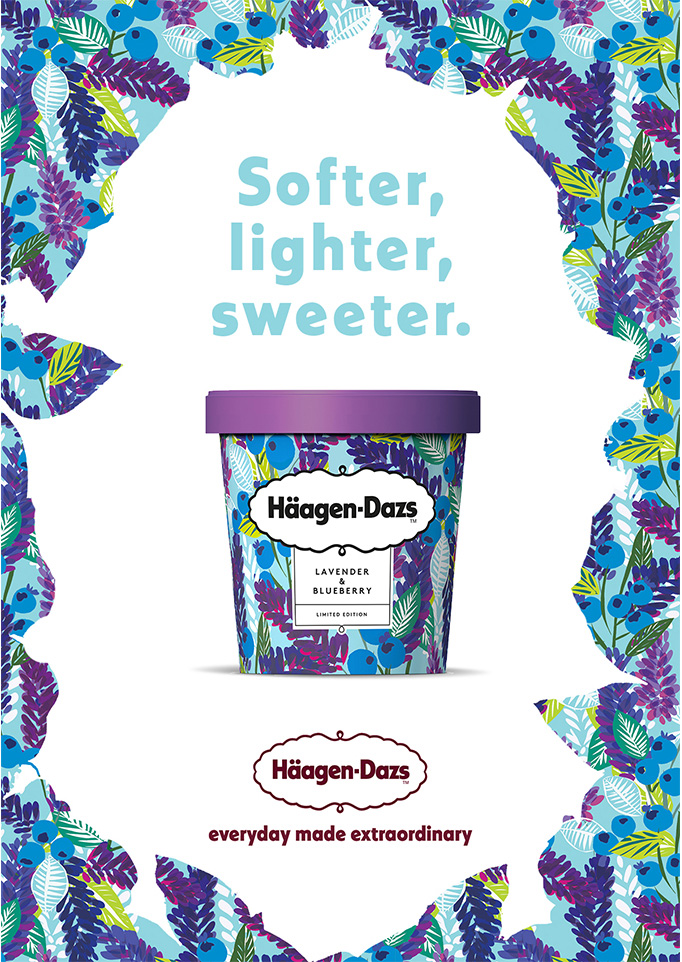 Softer,
lighter,
sweeter.
Häagen-Dazs
TM
LAVENDER
&
BLUEBERRY
LIMITED EDITION
Häagen-Dazs
TM
everyday made extraordinary